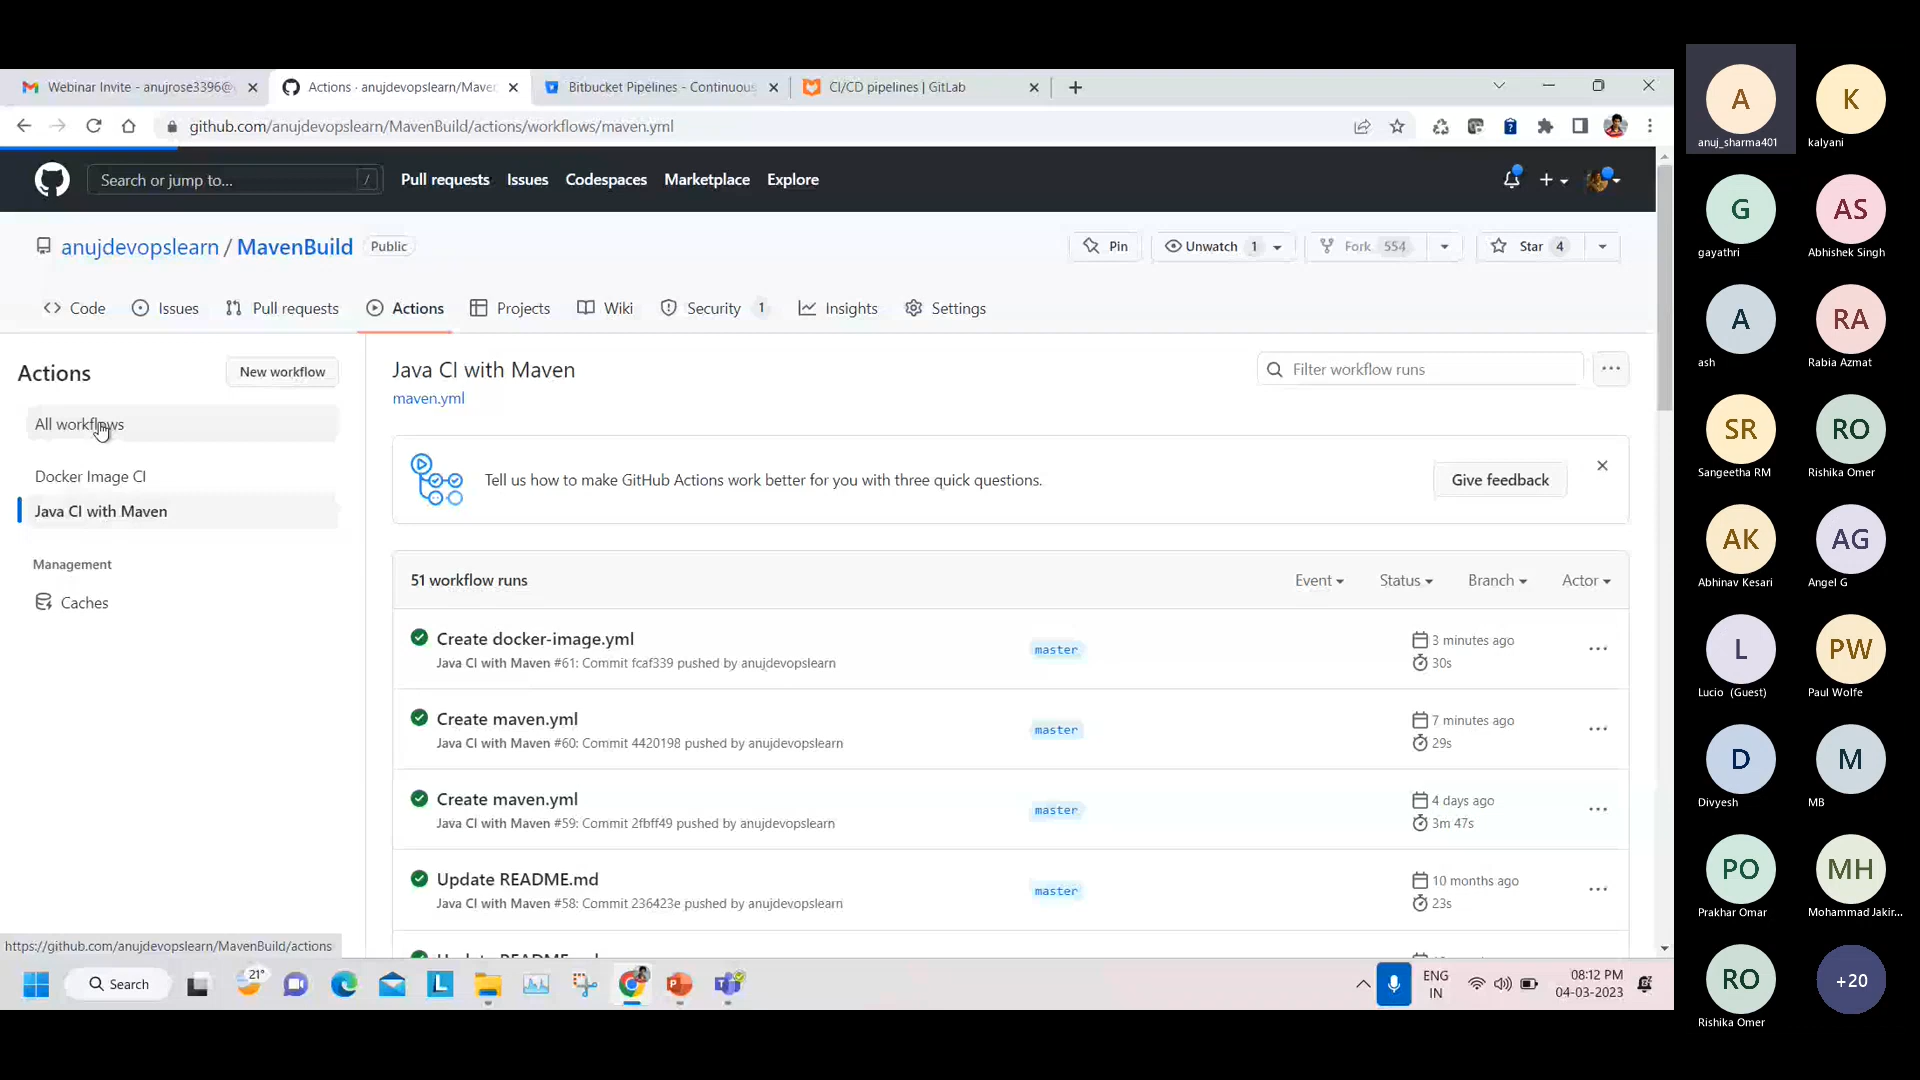 Webinar Invite - anujrose3396@
Actions · anujdevopslearn/Maven
Bitbucket Pipelines - Continuous
CI/CD pipelines | GitLab
github.com/anujdevopslearn/MavenBuild/actions/workflows/maven.yml
Search or jump to...
/
Pull requests
Issues
Codespaces
Marketplace
Explore
anujdevopslearn / MavenBuild
Public
Pin
Unwatch 1
Fork 554
Star 4
Code
Issues
Pull requests
Actions
Projects
Wiki
Security 1
Insights
Settings
Actions
New workflow
All workflows
Docker Image CI
Java CI with Maven
Management
Caches
Java CI with Maven
maven.yml
Filter workflow runs
Tell us how to make GitHub Actions work better for you with three quick questions.
Give feedback
51 workflow runs
Event
Status
Branch
Actor
Create docker-image.yml
Java CI with Maven #61: Commit fcaf339 pushed by anujdevopslearn
master
3 minutes ago
30s
Create maven.yml
Java CI with Maven #60: Commit 4420198 pushed by anujdevopslearn
master
7 minutes ago
29s
Create maven.yml
Java CI with Maven #59: Commit 2fbff49 pushed by anujdevopslearn
master
4 days ago
3m 47s
Update README.md
Java CI with Maven #58: Commit 236423e pushed by anujdevopslearn
master
10 months ago
23s
https://github.com/anujdevopslearn/MavenBuild/actions
Search
21°
L
ENG
IN
08:12 PM
04-03-2023
A
anuj_sharma401
K
kalyani
G
gayathri
AS
Abhishek Singh
A
ash
RA
Rabia Azmat
SR
Sangeetha RM
RO
Rishika Omer
AK
Abhinav Kesari
AG
Angel G
L
Lucio (Guest)
PW
Paul Wolfe
D
Divyesh
M
MB
PO
Prakhar Omar
MH
Mohammad Jakir...
RO
Rishika Omer
+20